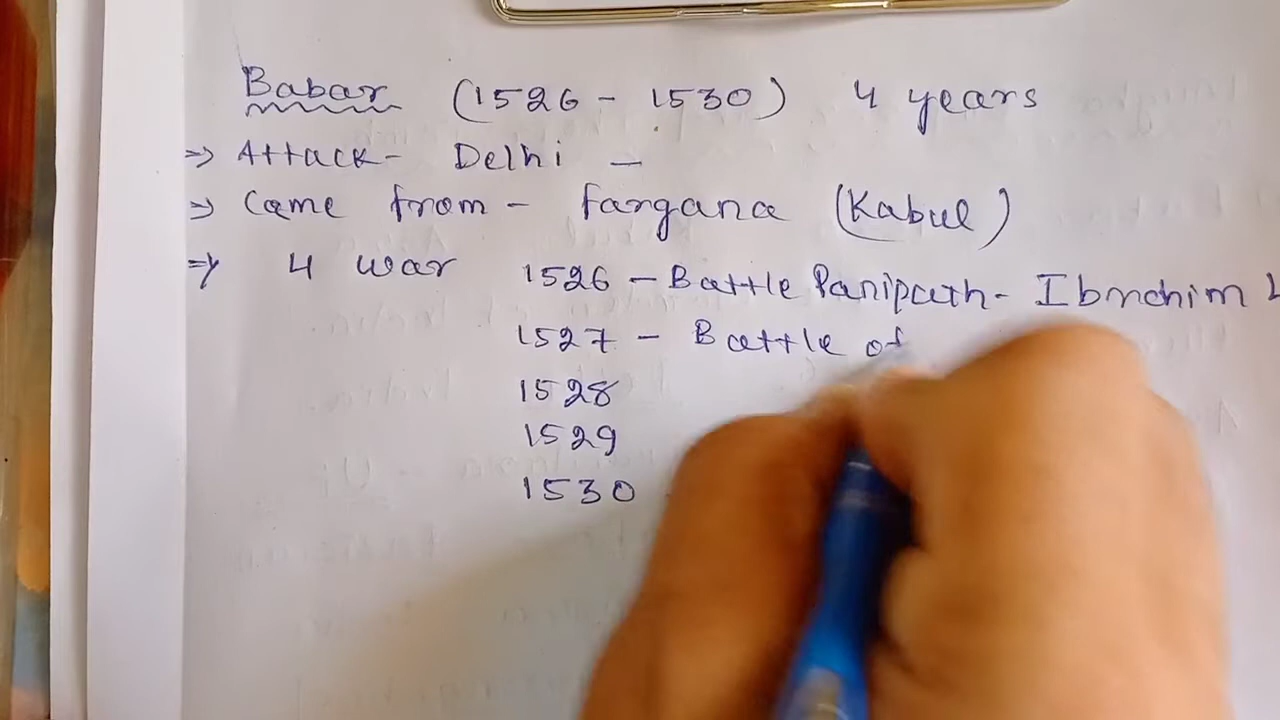 Babar (1526 - 1530) 4 years
⇒ Attack - Delhi -
⇒ Came from - fargana (Kabul)
⇒ 4 war 1526 - Battle Panipath - Ibrahim L
1527 - Battle of
1528
1529
1530